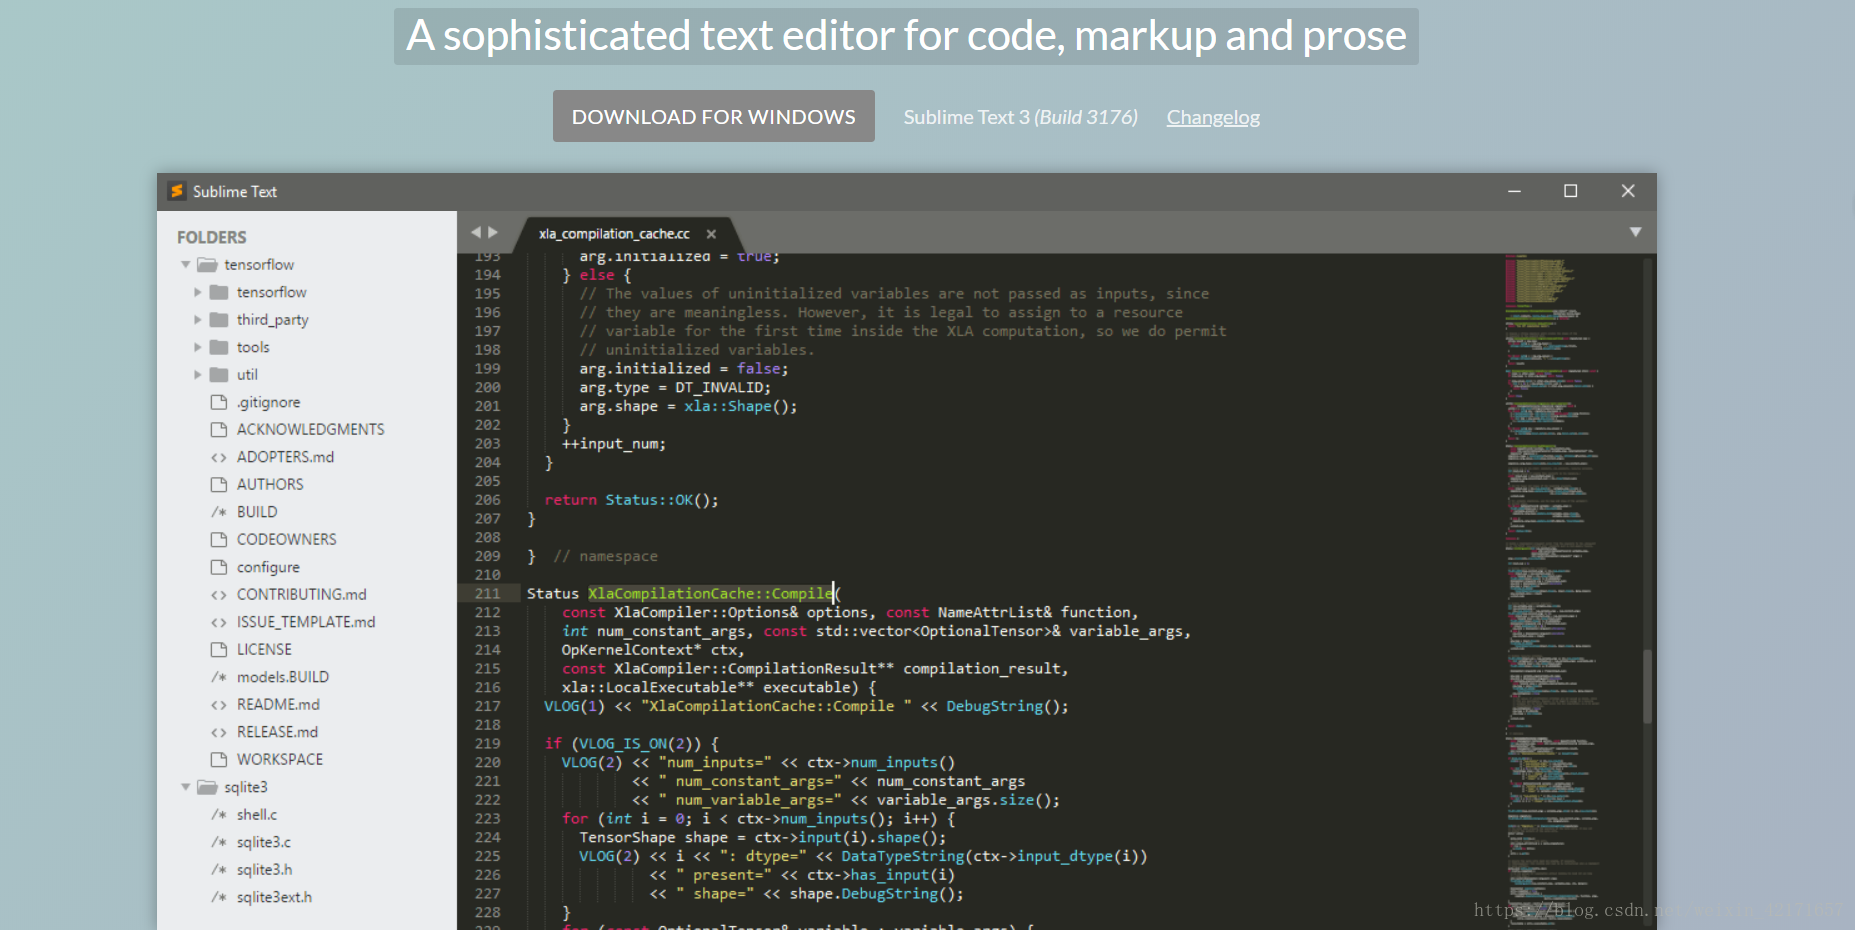 A sophisticated text editor for code, markup and prose
DOWNLOAD FOR WINDOWS
Sublime Text 3 (Build 3176)
Changelog
Sublime Text
FOLDERS
tensorflow
tensorflow
third_party
tools
util
.gitignore
ACKNOWLEDGMENTS
<> ADOPTERS.md
AUTHORS
/* BUILD
CODEOWNERS
configure
<> CONTRIBUTING.md
<> ISSUE_TEMPLATE.md
LICENSE
/* models.BUILD
<> README.md
<> RELEASE.md
WORKSPACE
sqlite3
/* shell.c
/* sqlite3.c
/* sqlite3.h
/* sqlite3ext.h
xla_compilation_cache.cc
193 arg.initialized = true;
194 } else {
195 // The values of uninitialized variables are not passed as inputs, since
196 // they are meaningless. However, it is legal to assign to a resource
197 // variable for the first time inside the XLA computation, so we do permit
198 // uninitialized variables.
199 arg.initialized = false;
200 arg.type = DT_INVALID;
201 arg.shape = xla::Shape();
202 }
203 ++input_num;
204 }
205
206 return Status::OK();
207 }
208
209 } // namespace
210
211 Status XlaCompilationCache::Compile(
212 const XlaCompiler::Options& options, const NameAttrList& function,
213 int num_constant_args, const std::vector<OptionalTensor>& variable_args,
214 OpKernelContext* ctx,
215 const XlaCompiler::CompilationResult** compilation_result,
216 xla::LocalExecutable** executable) {
217 VLOG(1) << "XlaCompilationCache::Compile " << DebugString();
218
219 if (VLOG_IS_ON(2)) {
220 VLOG(2) << "num_inputs=" << ctx->num_inputs()
221 << " num_constant_args=" << num_constant_args
222 << " num_variable_args=" << variable_args.size();
223 for (int i = 0; i < ctx->num_inputs(); i++) {
224 TensorShape shape = ctx->input(i).shape();
225 VLOG(2) << i << ": dtype=" << DataTypeString(ctx->input_dtype(i))
226 << " present=" << ctx->has_input(i)
227 << " shape=" << shape.DebugString();
228 }
229 for (const OptionalTensor& variable : variable_args) {